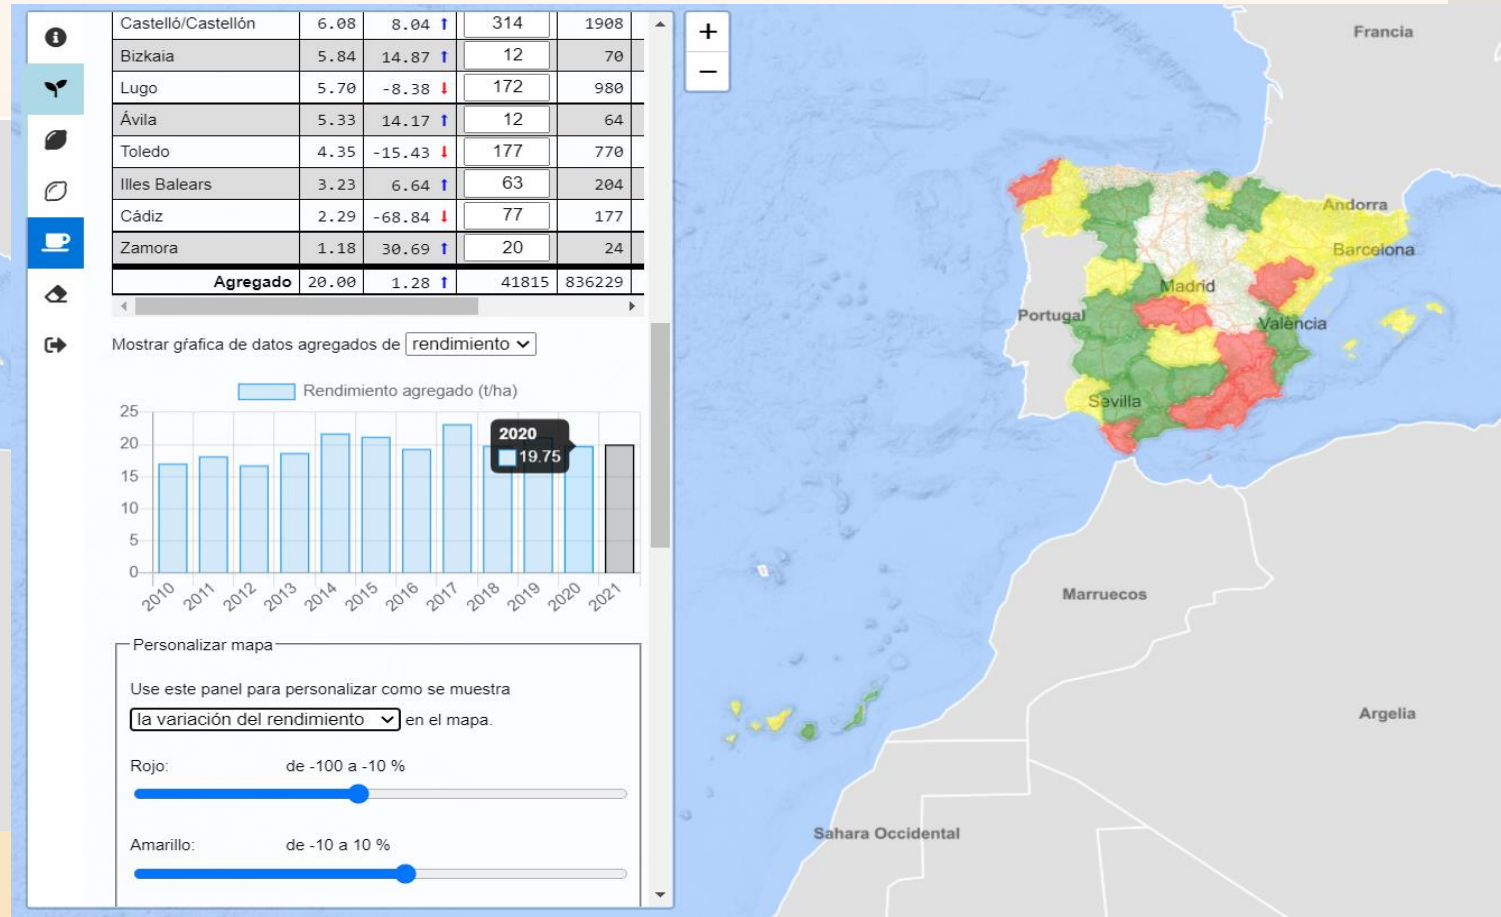 Castelló/Castellón 6.08 8.04 ↑ 314 1908
Bizkaia 5.84 14.87 ↑ 12 70
Lugo 5.70 -8.38 ↓ 172 980
Ávila 5.33 14.17 ↑ 12 64
Toledo 4.35 -15.43 ↓ 177 770
Illes Balears 3.23 6.64 ↑ 63 204
Cádiz 2.29 -68.84 ↓ 77 177
Zamora 1.18 30.69 ↑ 20 24
Agregado 20.00 1.28 ↑ 41815 836229
Mostrar gŕafica de datos agregados de rendimiento
Rendimiento agregado (t/ha)
25
20
15
10
5
0
2020
19.75
2010 2011 2012 2013 2014 2015 2016 2017 2018 2019 2020 2021
Personalizar mapa
Use este panel para personalizar como se muestra
la variación del rendimiento en el mapa.
Rojo: de -100 a -10 %
Amarillo: de -10 a 10 %
+
−
Francia
Andorra
Barcelona
Madrid
Portugal
València
Sevilla
Marruecos
Argelia
Sahara Occidental